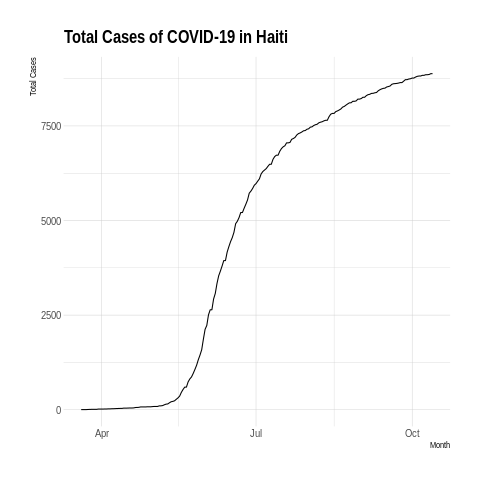 Total Cases of COVID-19 in Haiti
Total Cases
7500
5000
2500
0
Apr
Jul
Oct
Month